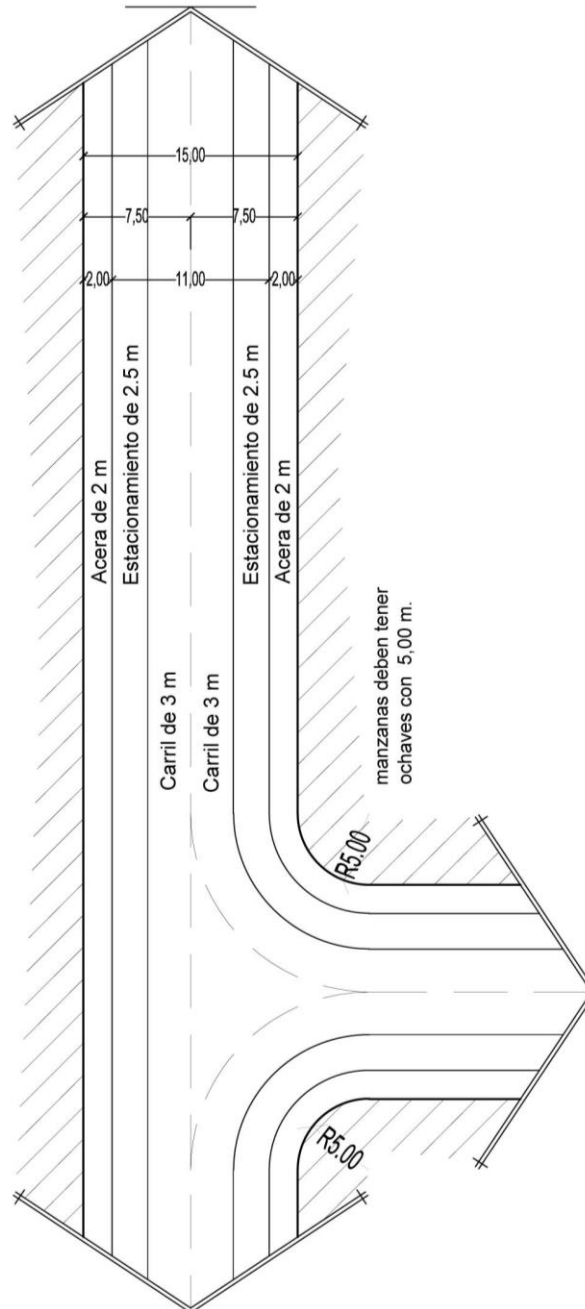 15,00
7,50
7,50
2,00
11,00
2,00
Acera de 2 m
Estacionamiento de 2.5 m
Carril de 3 m
Carril de 3 m
Estacionamiento de 2.5 m
Acera de 2 m
manzanas deben tener
ochaves con 5,00 m.
R5.00
R5.00